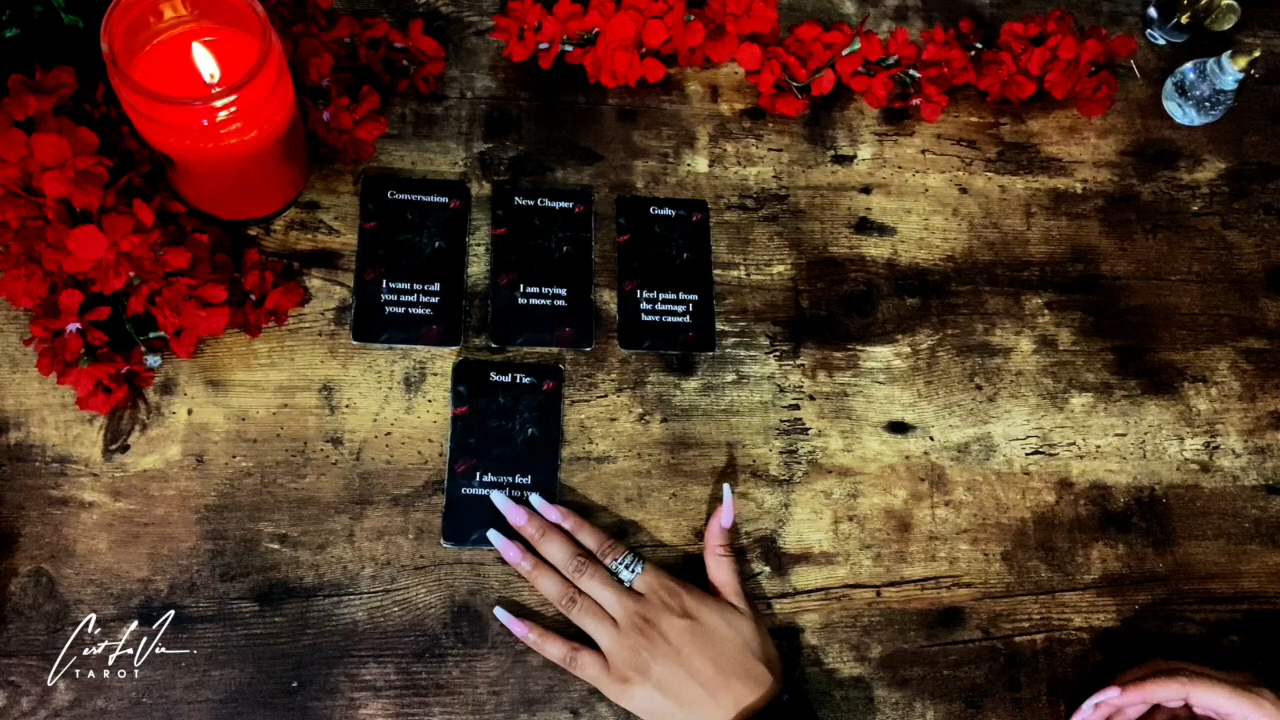 Conversation
I want to call
you and hear
your voice.
New Chapter
I am trying
to move on.
Guilty
I feel pain from
the damage I
have caused.
Soul Tie
I always feel
connected to you
C'est La Vie
TAROT